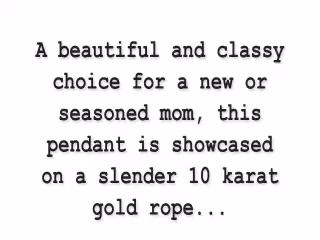 A beautiful and classy
choice for a new or
seasoned mom, this
pendant is showcased
on a slender 10 karat
gold rope...